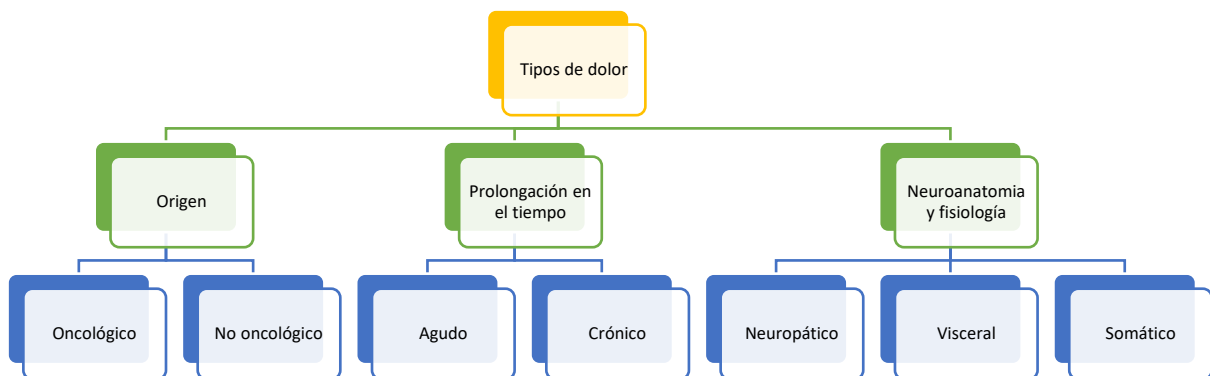 Tipos de dolor
Origen
Prolongación en
el tiempo
Neuroanatomia
y fisiología
Oncológico
No oncológico
Agudo
Crónico
Neuropático
Visceral
Somático